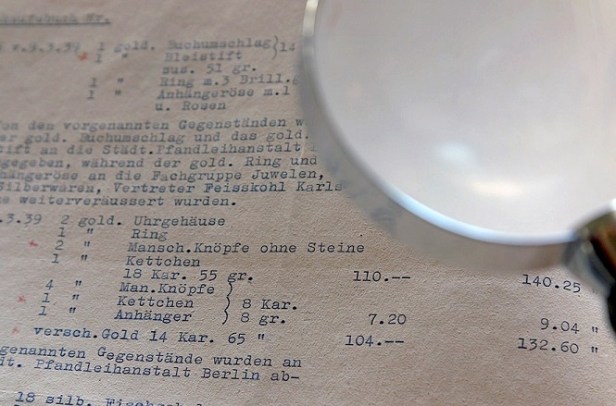 1 gold. Buchumschlag} 14
* 1 " Bleistift
zus. 51 gr.
1 " Ring m.3 Brill.
1 " Anhängeröse m.1
u. Rosen
den vorgenannten Gegenständen w
er gold. Buchumschlag und das gold.
stift an die Städt.Pfandleihanstalt
gegeben, während der gold. Ring und
hängeröse an die Fachgruppe Juwelen,
Silberwaren, Vertreter Feisskohl Karls
e weiterveräussert wurden.
.3.39 2 gold. Uhrgehäuse
1 " Ring
* 2 " Mansch.Knöpfe ohne Steine
1 " Kettchen
18 Kar. 55 gr. 110.-- 140.25
4 " Man.Knöpfe
* 1 " Kettchen } 8 Kar.
* 1 " Anhänger 8 gr. 7.20 9.04 "
* versch.Gold 14 Kar. 65 " 104.-- 132.60 "
genannten Gegenstände wurden an
dt. Pfandleihanstalt Berlin ab-
18 silb.